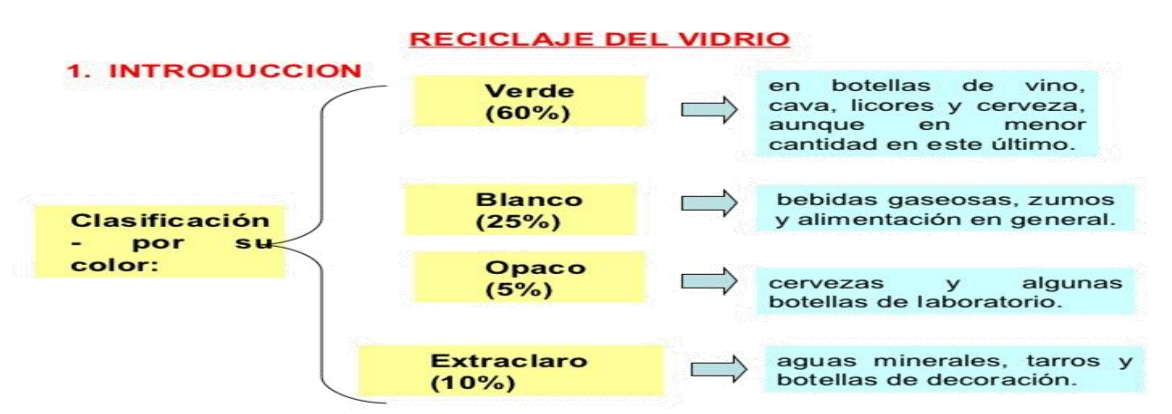 RECICLAJE DEL VIDRIO
1. INTRODUCCION
Clasificación
- por su
color:
Verde
(60%)
en botellas de vino,
cava, licores y cerveza,
aunque en menor
cantidad en este último.
Blanco
(25%)
bebidas gaseosas, zumos
y alimentación en general.
Opaco
(5%)
cervezas y algunas
botellas de laboratorio.
Extraclaro
(10%)
aguas minerales, tarros y
botellas de decoración.